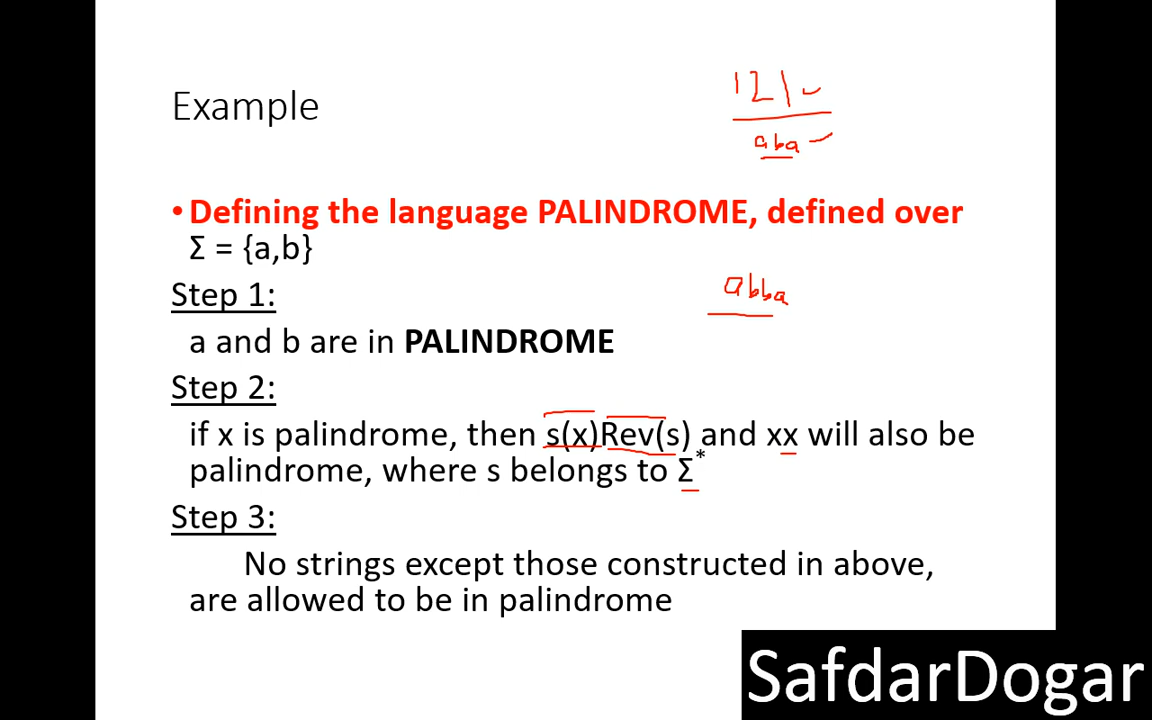 121
Example
aba
• Defining the language PALINDROME, defined over
Σ = {a,b}
abba
Step 1:
a and b are in PALINDROME
Step 2:
if x is palindrome, then s(x)Rev(s) and xx will also be
palindrome, where s belongs to Σ*
Step 3:
No strings except those constructed in above,
are allowed to be in palindrome
SafdarDogar